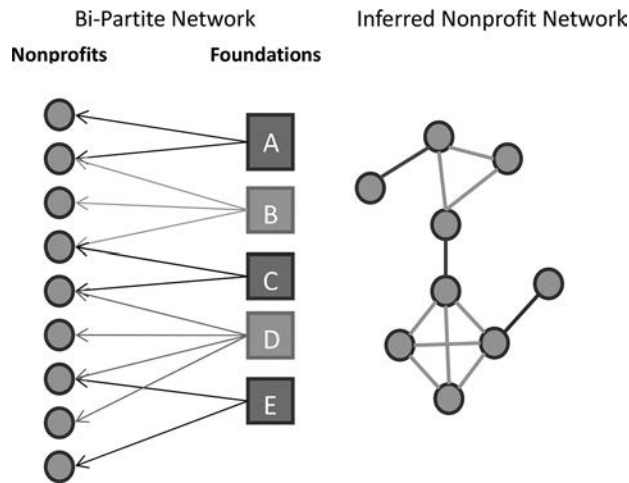 Bi-Partite Network
Inferred Nonprofit Network
Nonprofits
Foundations
A
B
C
D
E